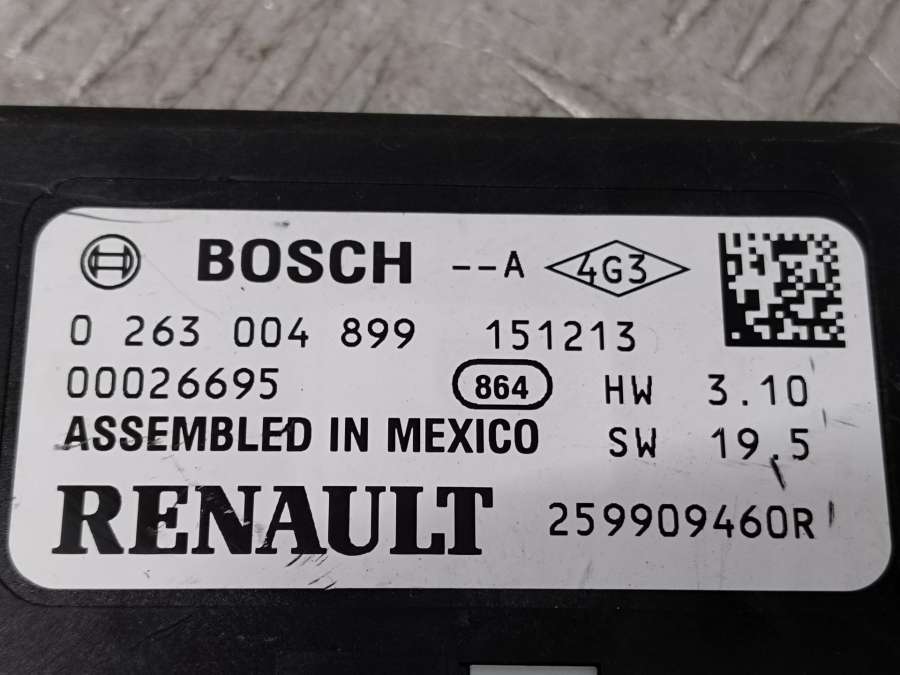 BOSCH --A 4G3
0 263 004 899 151213
00026695 864 HW 3.10
ASSEMBLED IN MEXICO SW 19.5
RENAULT 259909460R